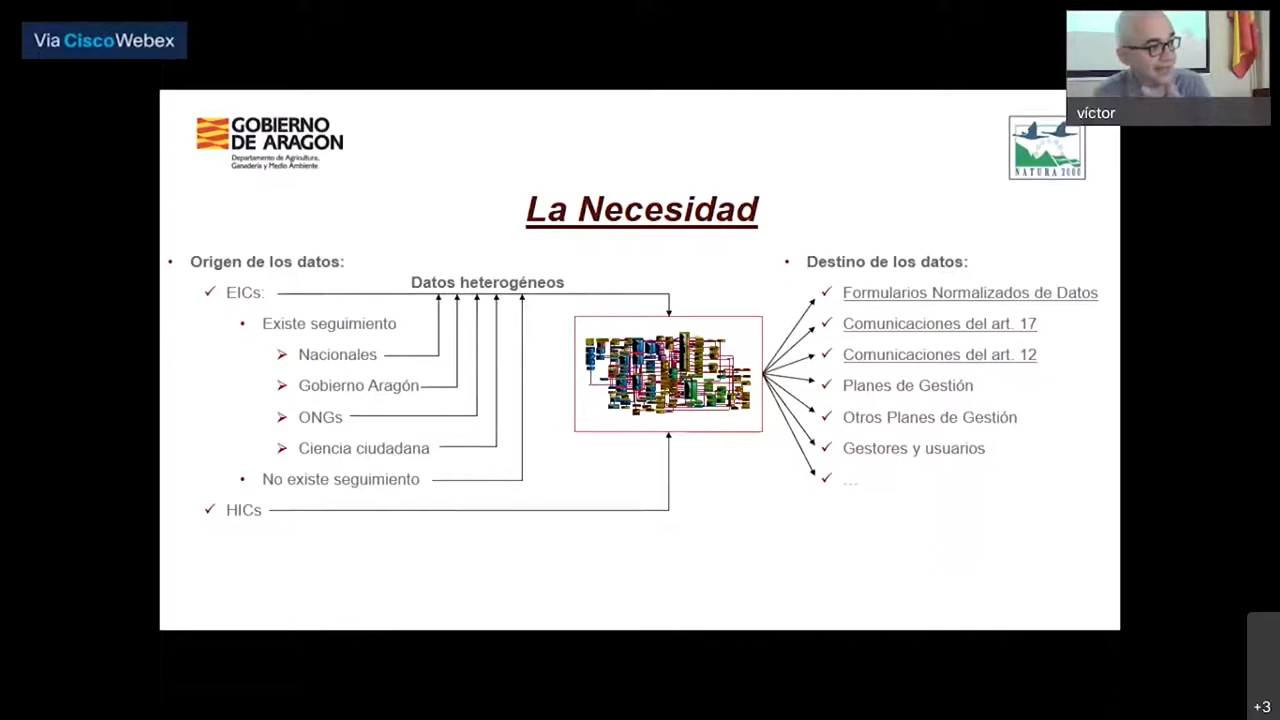 Vía CiscoWebex
víctor
GOBIERNO
DE ARAGON
Departamento de Agricultura,
Ganadería y Medio Ambiente
NATURA 2000
La Necesidad
• Origen de los datos:
Datos heterogéneos
✓ EICs:
• Existe seguimiento
➢ Nacionales
➢ Gobierno Aragón
➢ ONGs
➢ Ciencia ciudadana
• No existe seguimiento
✓ HICs
• Destino de los datos:
✓ Formularios Normalizados de Datos
✓ Comunicaciones del art. 17
✓ Comunicaciones del art. 12
✓ Planes de Gestión
✓ Otros Planes de Gestión
✓ Gestores y usuarios
✓ ...
+3